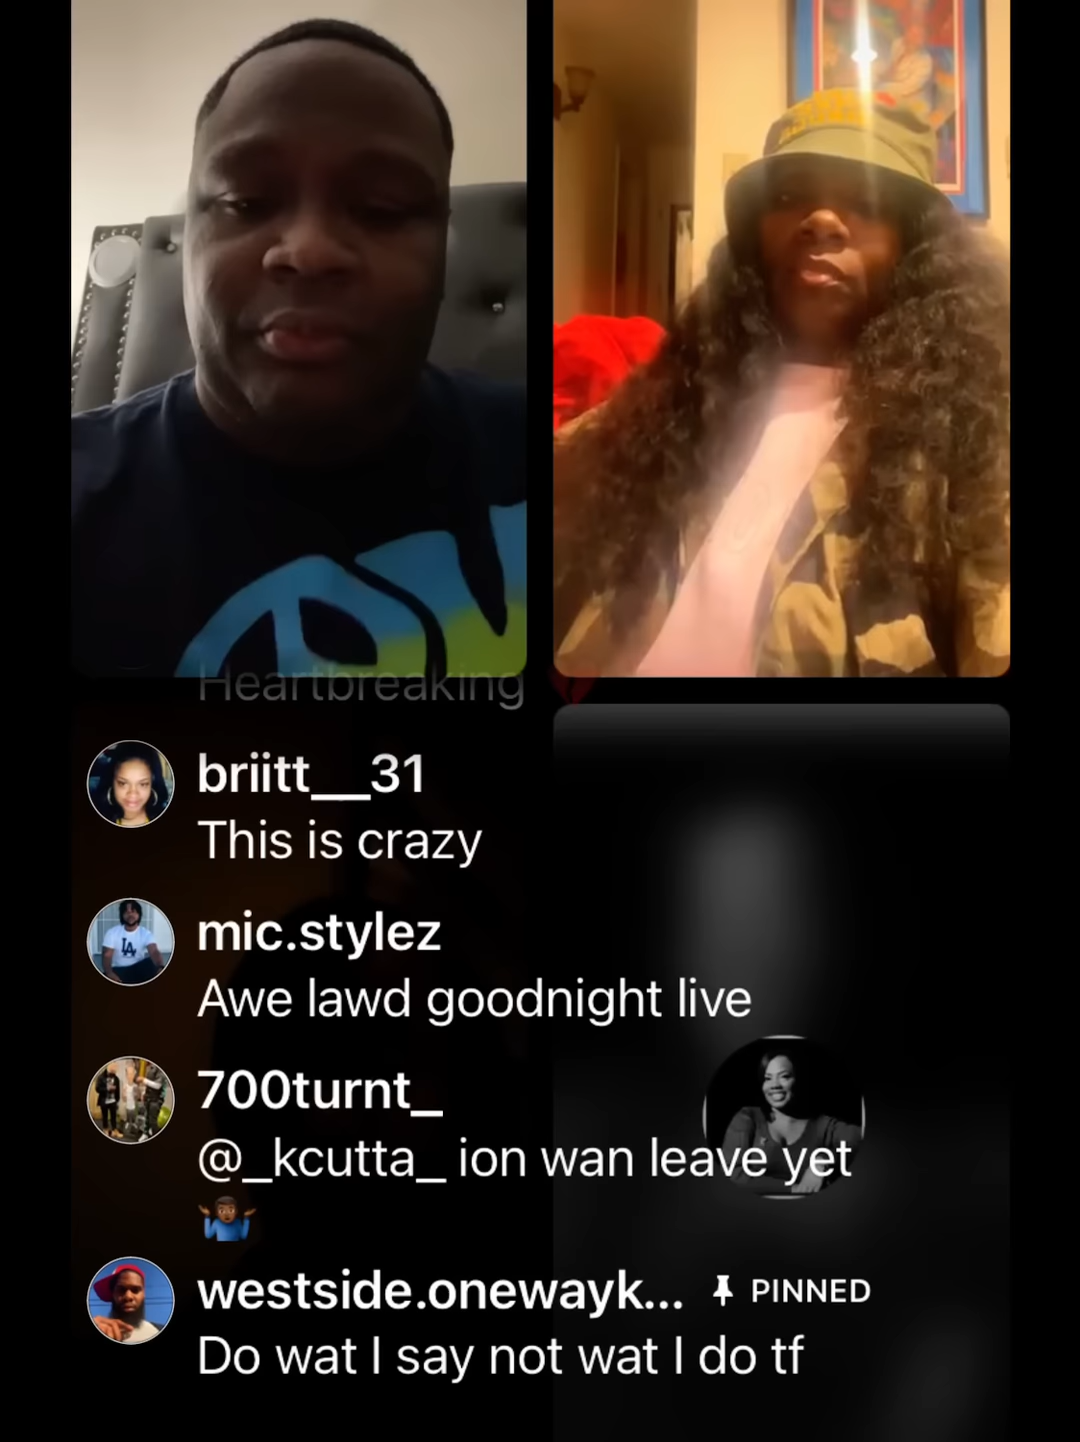 Heartbreaking
briitt__31
This is crazy
mic.stylez
Awe lawd goodnight live
700turnt_
@_kcutta_ ion wan leave yet
🤷🏾‍♂️
westside.onewayk... PINNED
Do wat I say not wat I do tf